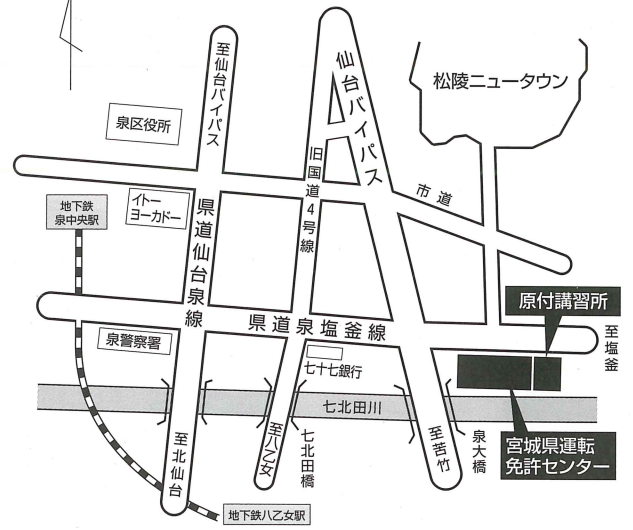 至仙台バイパス
仙台バイパス
松陵ニュータウン
泉区役所
旧国道4号線
市道
地下鉄
泉中央駅
イトー
ヨーカドー
県道仙台泉線
原付講習所
県道泉塩釜線
至塩釜
泉警察署
七十七銀行
七北田川
至北仙台
至八乙女
七北田橋
至苦竹
泉大橋
宮城県運転
免許センター
地下鉄八乙女駅